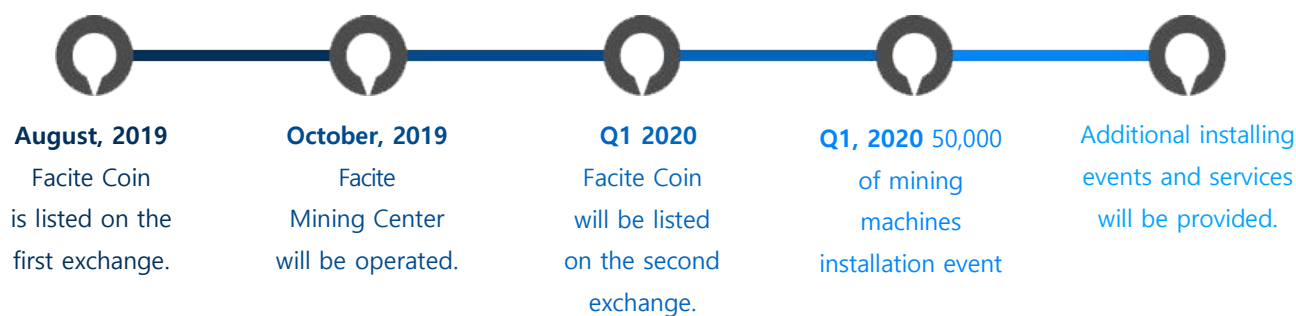 August, 2019
Facite Coin
is listed on the
first exchange.
October, 2019
Facite
Mining Center
will be operated.
Q1 2020
Facite Coin
will be listed
on the second
exchange.
Q1, 2020 50,000
of mining
machines
installation event
Additional installing
events and services
will be provided.